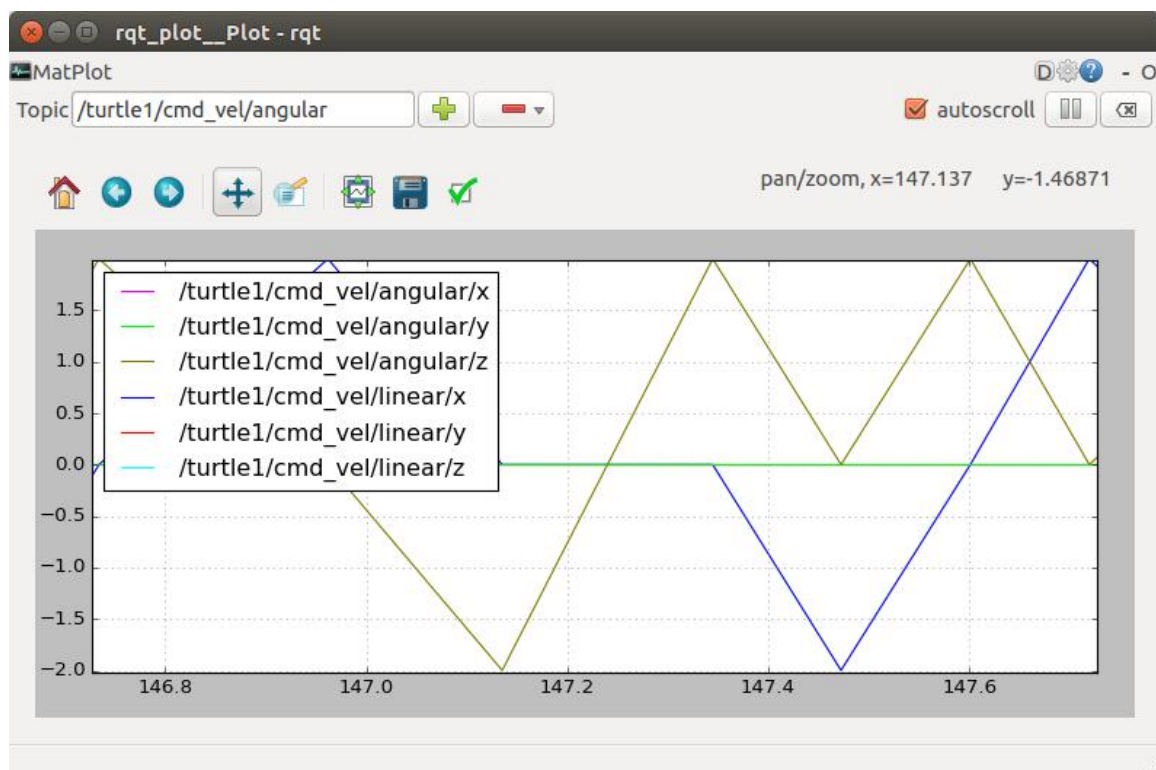 rqt_plot__Plot - rqt
MatPlot
D ? - O
Topic /turtle1/cmd_vel/angular autoscroll
pan/zoom, x=147.137 y=-1.46871
/turtle1/cmd_vel/angular/x
/turtle1/cmd_vel/angular/y
/turtle1/cmd_vel/angular/z
/turtle1/cmd_vel/linear/x
/turtle1/cmd_vel/linear/y
/turtle1/cmd_vel/linear/z
1.5
1.0
0.5
0.0
−0.5
−1.0
−1.5
−2.0
146.8 147.0 147.2 147.4 147.6